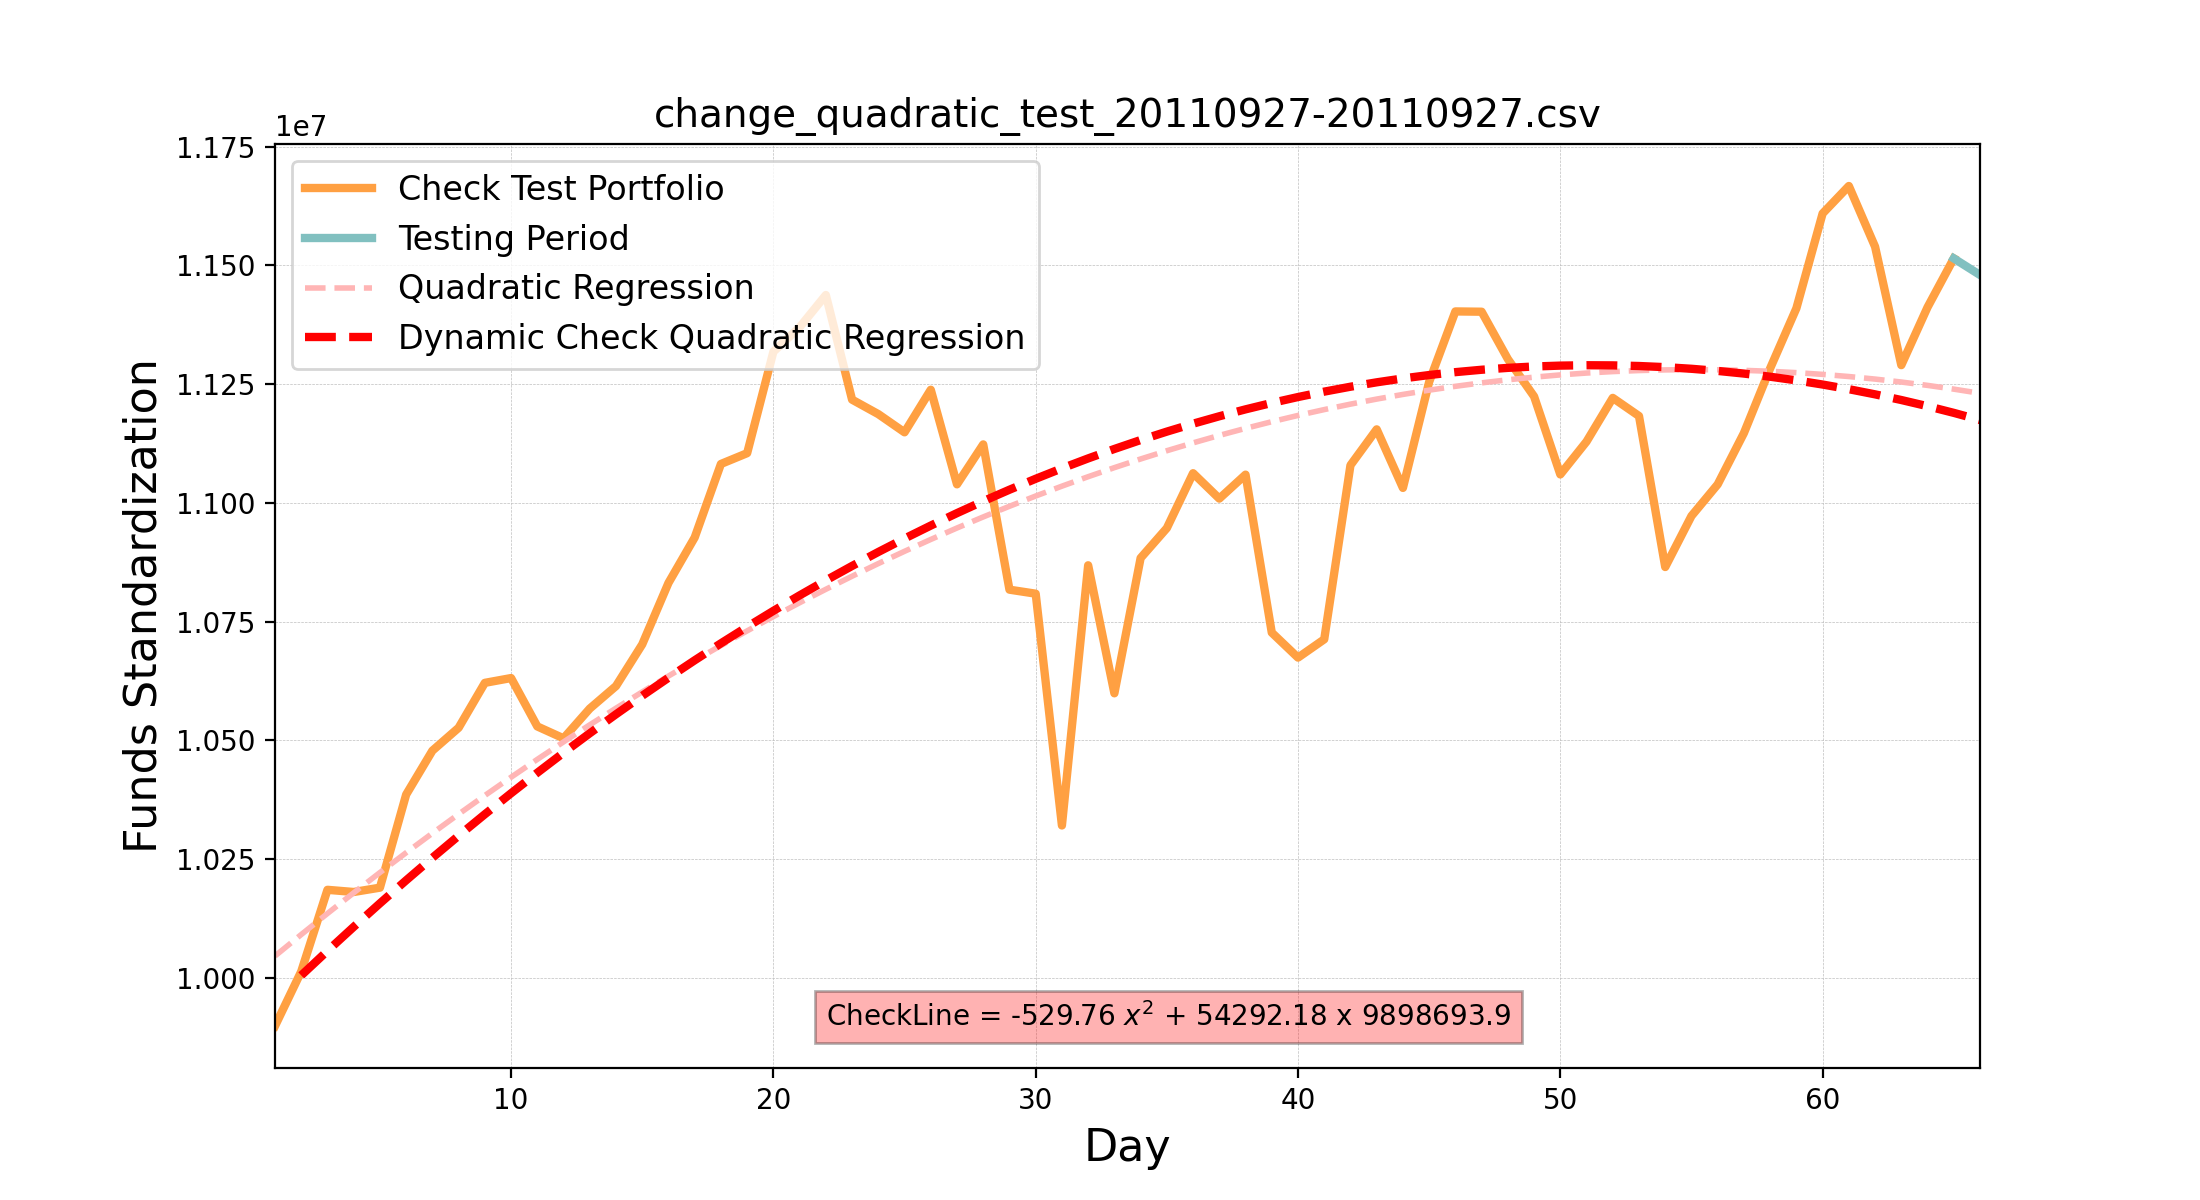 change_quadratic_test_20110927-20110927.csv
1e7
1.175
1.150
1.125
1.100
1.075
1.050
1.025
1.000
Funds Standardization
Check Test Portfolio
Testing Period
Quadratic Regression
Dynamic Check Quadratic Regression
CheckLine = -529.76 x² + 54292.18 x 9898693.9
10 20 30 40 50 60
Day